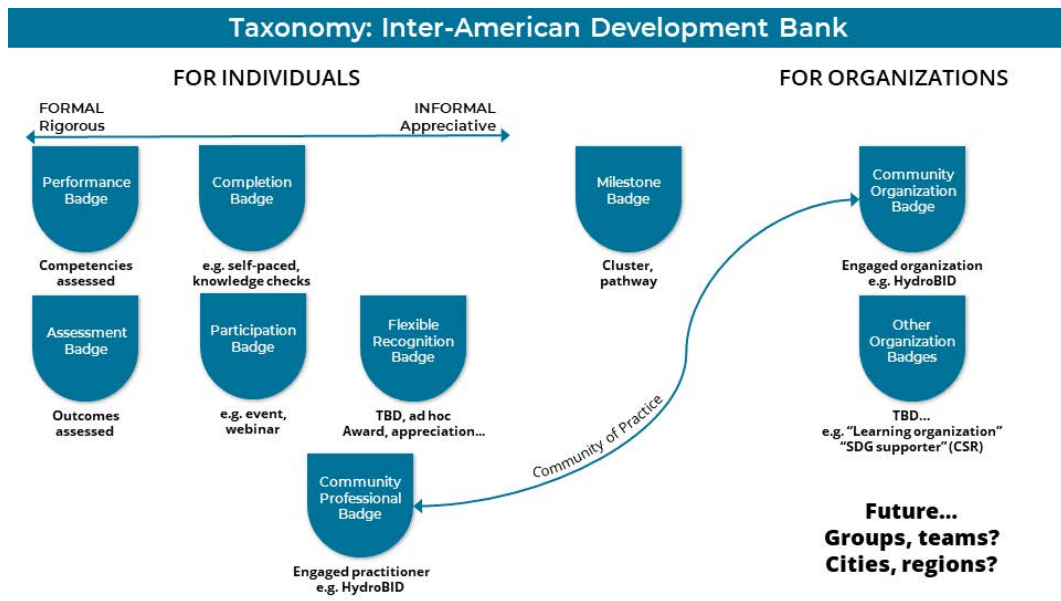 Taxonomy: Inter-American Development Bank
FOR INDIVIDUALS
FOR ORGANIZATIONS
FORMAL
Rigorous
INFORMAL
Appreciative
Performance
Badge
Competencies
assessed
Completion
Badge
e.g. self-paced,
knowledge checks
Milestone
Badge
Cluster,
pathway
Community
Organization
Badge
Engaged organization
e.g. HydroBID
Assessment
Badge
Outcomes
assessed
Participation
Badge
e.g. event,
webinar
Flexible
Recognition
Badge
TBD, ad hoc
Award, appreciation...
Other
Organization
Badges
TBD...
e.g. “Learning organization”
“SDG supporter” (CSR)
Community of Practice
Community
Professional
Badge
Engaged practitioner
e.g. HydroBID
Future...
Groups, teams?
Cities, regions?